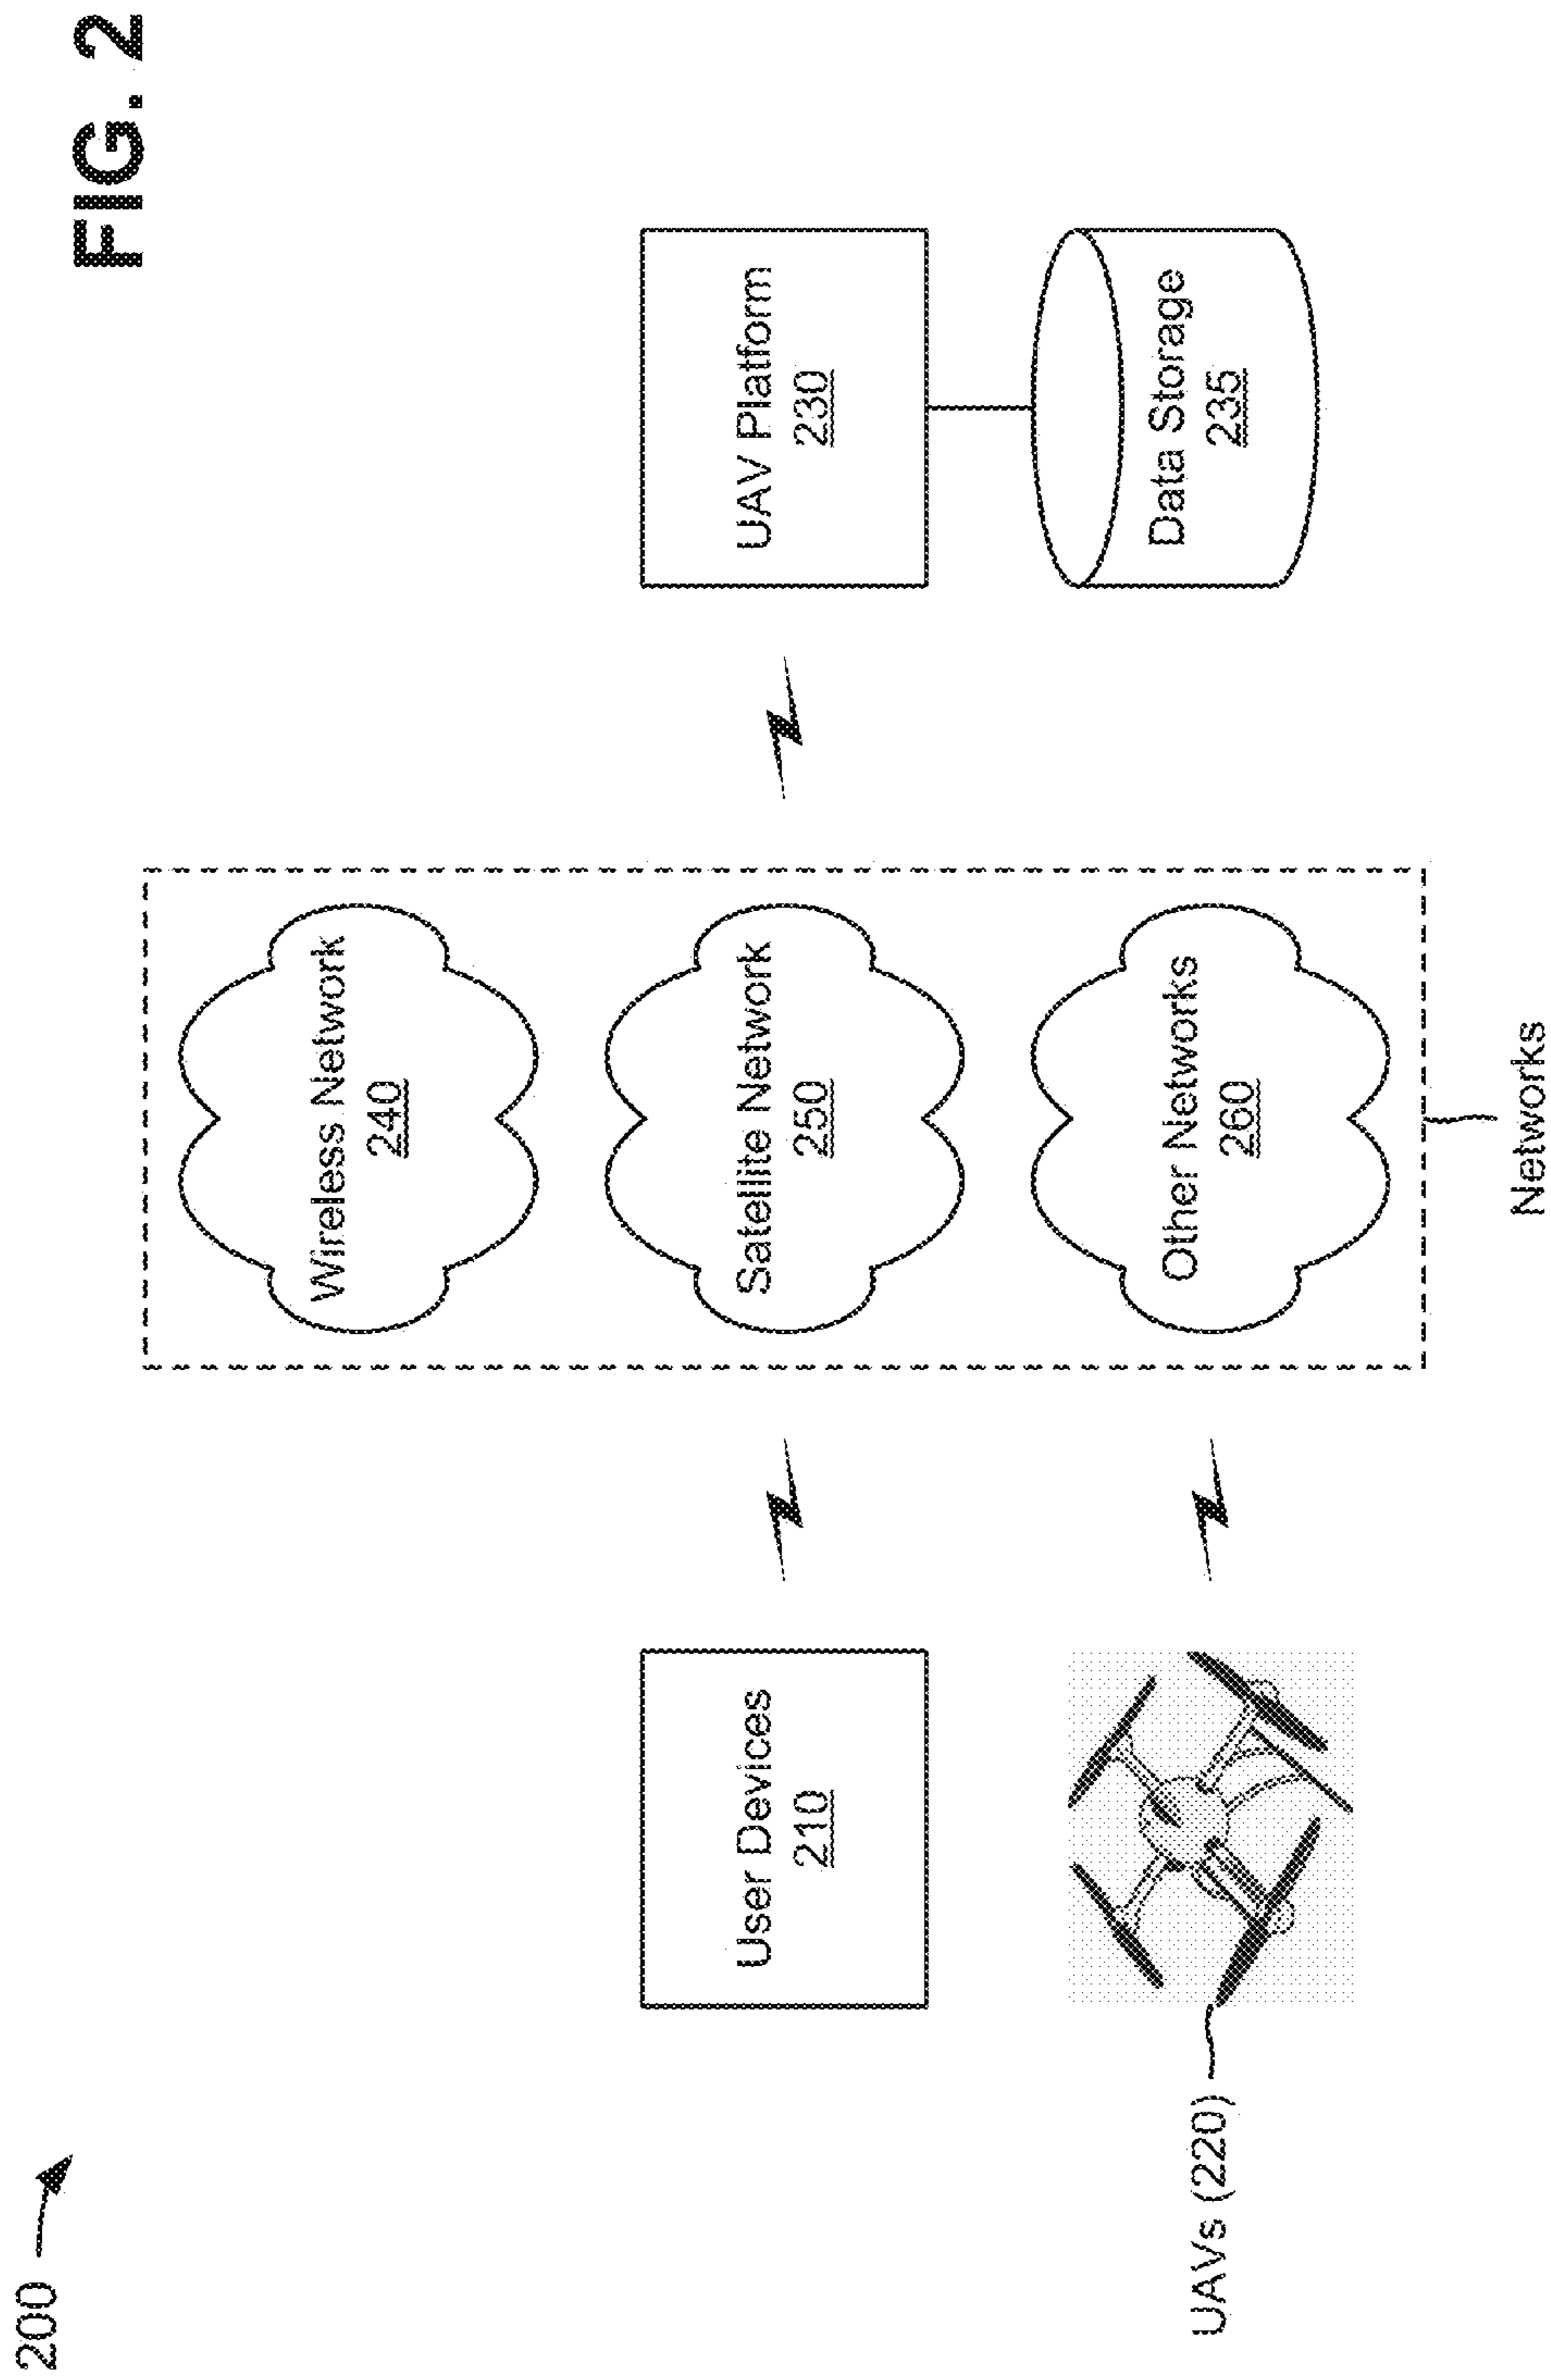 FIG. 2
200
User Devices
210
UAVs (220)
Wireless Network
240
Satellite Network
250
Other Networks
260
Networks
UAV Platform
230
Data Storage
235